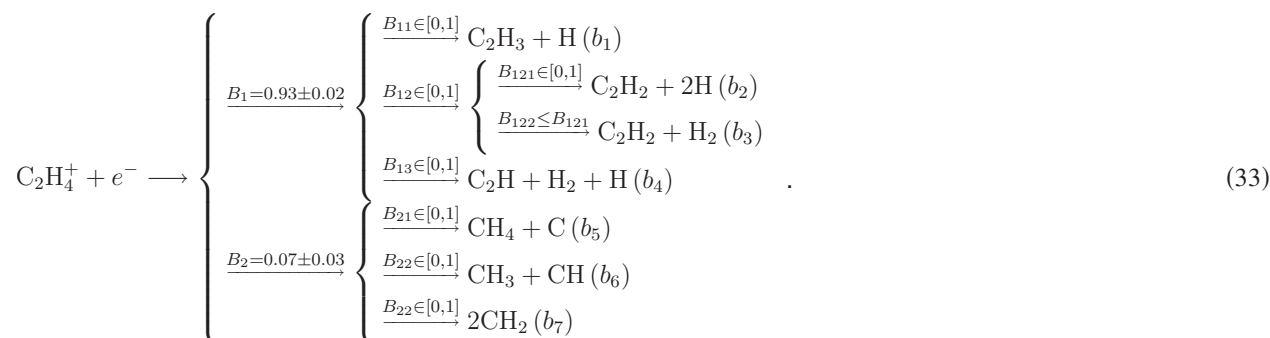 B₁₁∈[0,1] → C₂H₃ + H (b₁)
B₁ = 0.93±0.02 → B₁₂∈[0,1] → B₁₂₁∈[0,1] → C₂H₂ + 2H (b₂)
B₁₂₂≤B₁₂₁ → C₂H₂ + H₂ (b₃)
C₂H₄⁺ + e⁻ ⟶ B₁₃∈[0,1] → C₂H + H₂ + H (b₄) . (33)
B₂₁∈[0,1] → CH₄ + C (b₅)
B₂=0.07±0.03 → B₂₂∈[0,1] → CH₃ + CH (b₆)
B₂₂∈[0,1] → 2CH₂ (b₇)